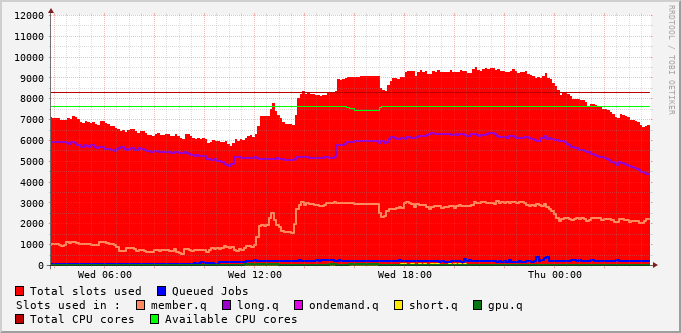 12000
11000
10000
9000
8000
7000
6000
5000
4000
3000
2000
1000
0
Wed 06:00 Wed 12:00 Wed 18:00 Thu 00:00
Total slots used Queued Jobs
Slots used in : member.q long.q ondemand.q short.q gpu.q
Total CPU cores Available CPU cores
RRDTOOL / TOBI OETIKER